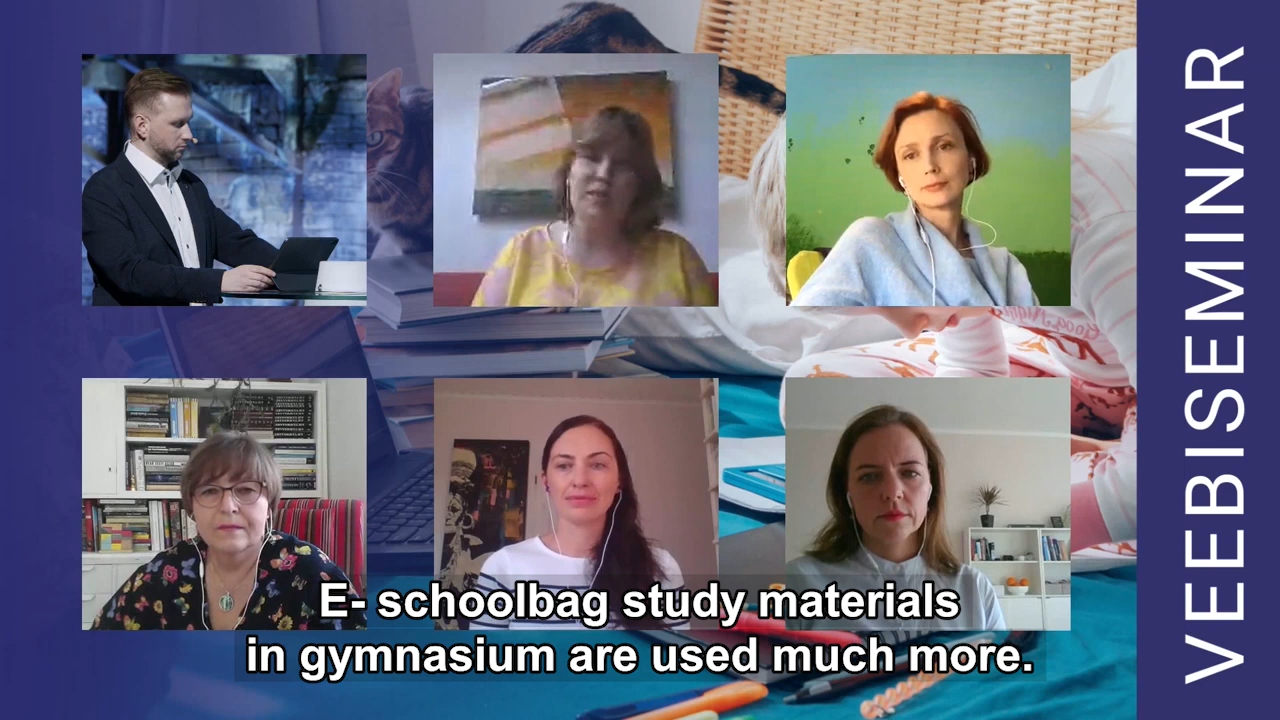 VEEBISEMINAR
E- schoolbag study materials
in gymnasium are used much more.